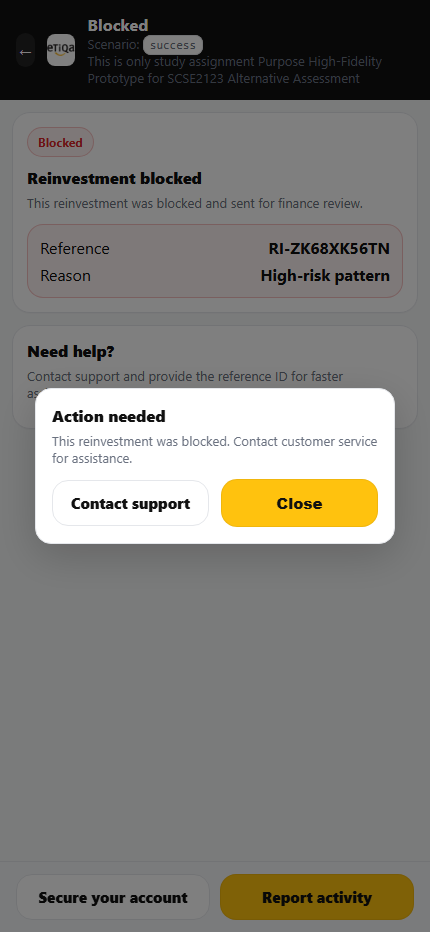 Blocked
←
etiqa
Scenario: success
This is only study assignment Purpose High-Fidelity
Prototype for SCSE2123 Alternative Assessment
Blocked
Reinvestment blocked
This reinvestment was blocked and sent for finance review.
Reference RI-ZK68XK56TN
Reason High-risk pattern
Need help?
Contact support and provide the reference ID for faster
Action needed
This reinvestment was blocked. Contact customer service
for assistance.
Contact support Close
Secure your account Report activity